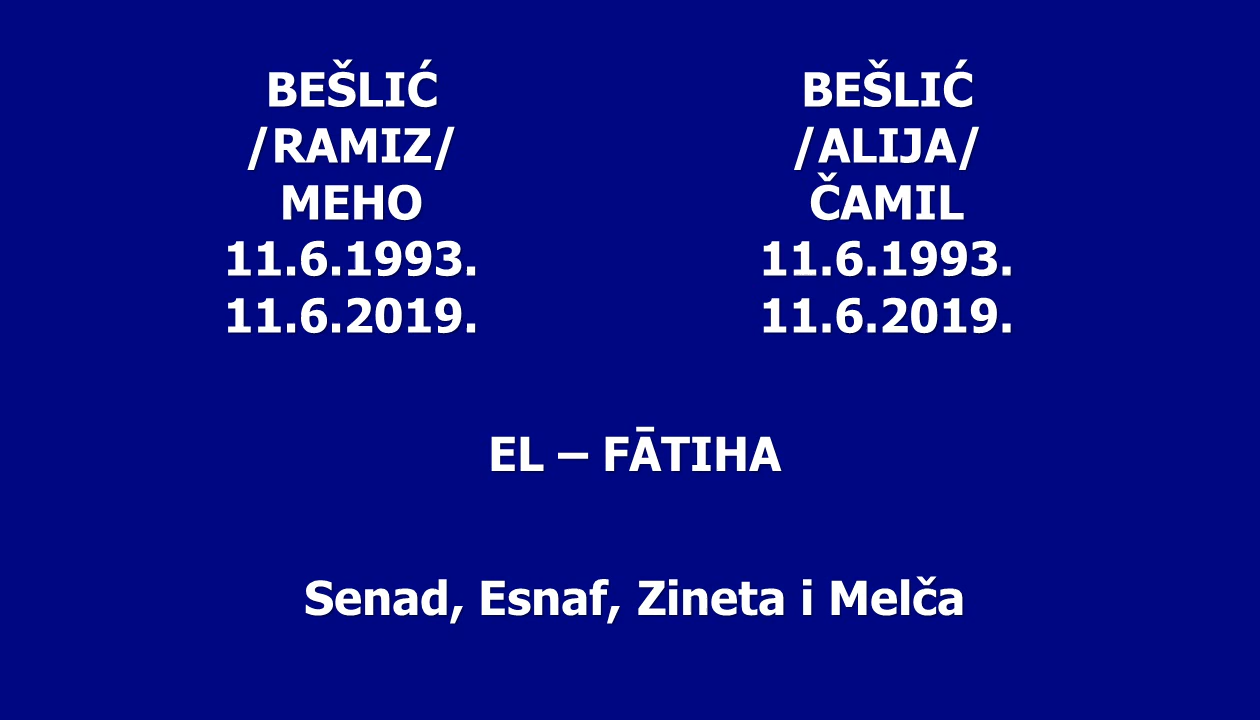 BEŠLIĆ
/RAMIZ/
MEHO
11.6.1993.
11.6.2019.
BEŠLIĆ
/ALIJA/
ČAMIL
11.6.1993.
11.6.2019.
EL – FĀTIHA
Senad, Esnaf, Zineta i Melča